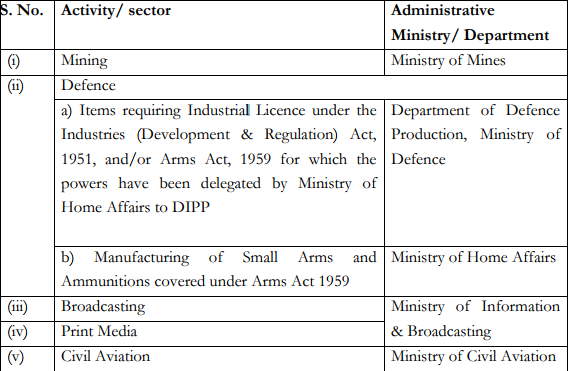 S. No. Activity/ sector Administrative
Ministry/ Department
(i) Mining Ministry of Mines
(ii) Defence
a) Items requiring Industrial Licence under the Department of Defence
Industries (Development & Regulation) Act, Production, Ministry of
1951, and/or Arms Act, 1959 for which the Defence
powers have been delegated by Ministry of
Home Affairs to DIPP
b) Manufacturing of Small Arms and Ministry of Home Affairs
Ammunitions covered under Arms Act 1959
(iii) Broadcasting Ministry of Information
(iv) Print Media & Broadcasting
(v) Civil Aviation Ministry of Civil Aviation